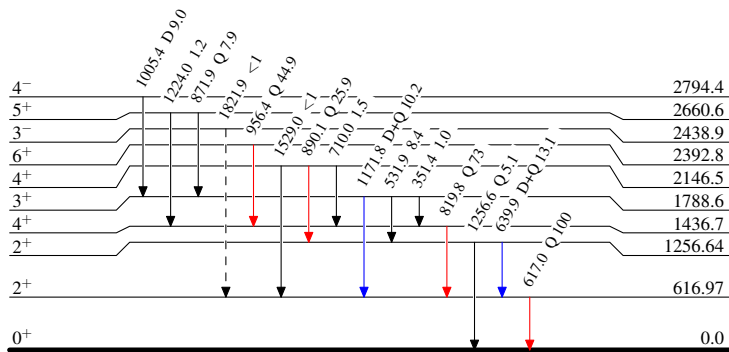 1005.4 D 9.0
1224.0 1.2
871.9 Q 7.9
1821.9 <1
956.4 Q 44.9
1529.0 <1
890.1 Q 25.9
710.0 1.5
1171.8 D+Q 10.2
531.9 8.4
351.4 1.0
819.8 Q 73
1256.6 Q 5.1
639.9 D+Q 13.1
617.0 Q 100
4⁻ 2794.4
5⁺ 2660.6
3⁻ 2438.9
6⁺ 2392.8
4⁺ 2146.5
3⁺ 1788.6
4⁺ 1436.7
2⁺ 1256.64
2⁺ 616.97
0⁺ 0.0